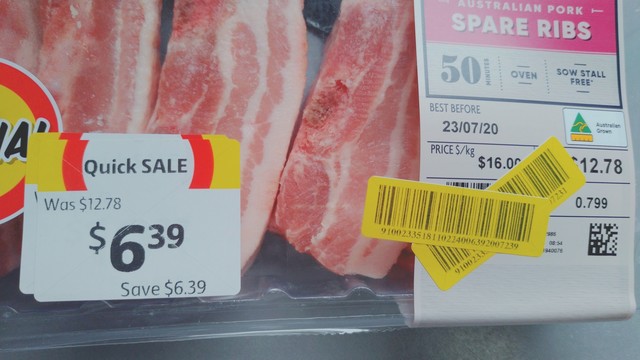 AUSTRALIAN PORK
SPARE RIBS
50
MINUTES
OVEN
SOW STALL
FREE*
BEST BEFORE
23/07/20
Australian
Grown
PRICE $/kg
$16.00
$12.78
0.799
Quick SALE
Was $12.78
$6.39
Save $6.39